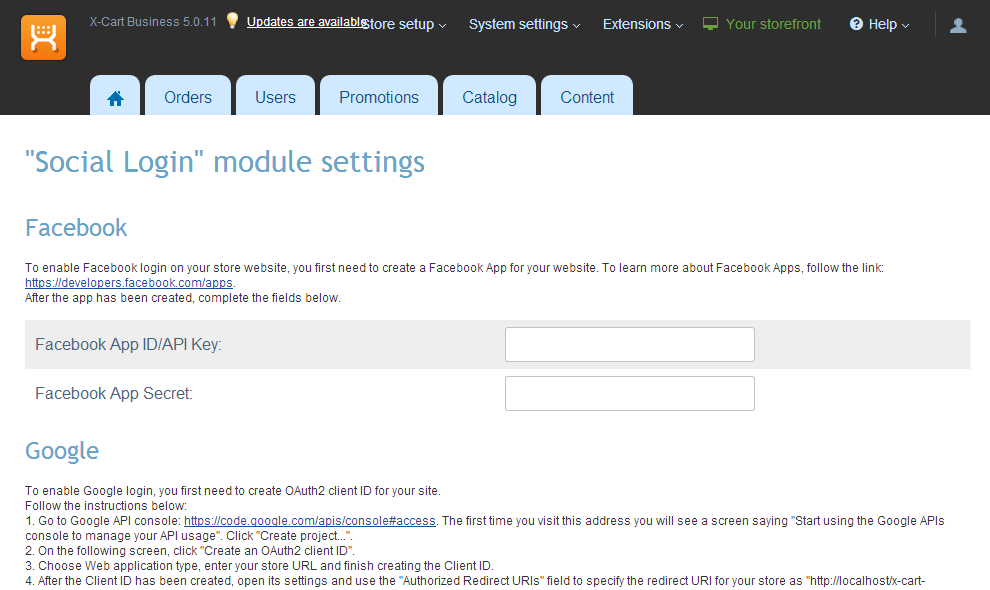 X-Cart Business 5.0.11 Updates are available Store setup System settings Extensions Your storefront Help
Orders Users Promotions Catalog Content
"Social Login" module settings
Facebook
To enable Facebook login on your store website, you first need to create a Facebook App for your website. To learn more about Facebook Apps, follow the link:
https://developers.facebook.com/apps.
After the app has been created, complete the fields below.
Facebook App ID/API Key:
Facebook App Secret:
Google
To enable Google login, you first need to create OAuth2 client ID for your site.
Follow the instructions below:
1. Go to Google API console: https://code.google.com/apis/console#access. The first time you visit this address you will see a screen saying "Start using the Google APIs
console to manage your API usage". Click "Create project...".
2. On the following screen, click "Create an OAuth2 client ID".
3. Choose Web application type, enter your store URL and finish creating the Client ID.
4. After the Client ID has been created, open its settings and use the "Authorized Redirect URIs" field to specify the redirect URI for your store as "http://localhost/x-cart-